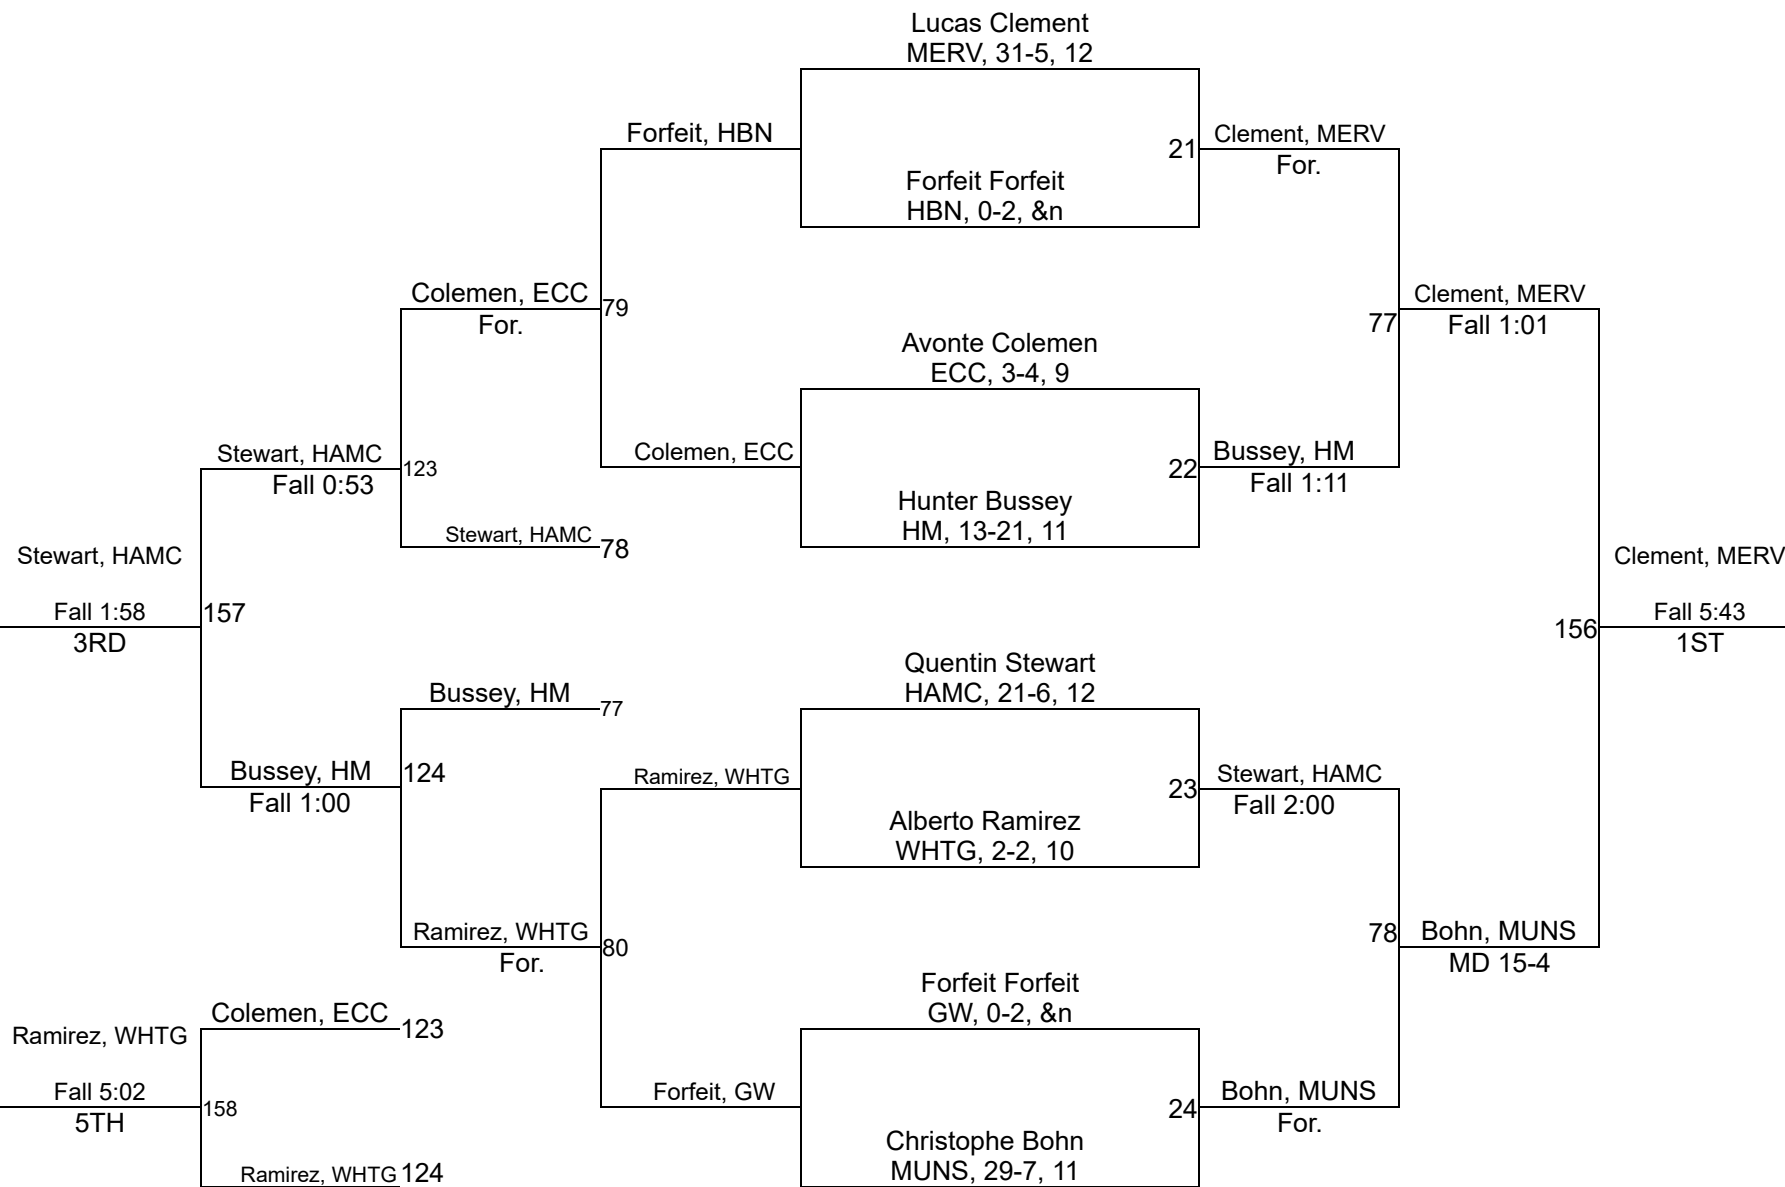 Lucas Clement
MERV, 31-5, 12
Forfeit, HBN
21
Clement, MERV
For.
Forfeit Forfeit
HBN, 0-2, &n
Colemen, ECC
For.
79
Clement, MERV
Fall 1:01
77
Avonte Colemen
ECC, 3-4, 9
Stewart, HAMC
Fall 0:53
123
Colemen, ECC
22
Bussey, HM
Fall 1:11
Hunter Bussey
HM, 13-21, 11
Stewart, HAMC
78
Stewart, HAMC
Fall 1:58
3RD
157
Clement, MERV
Fall 5:43
1ST
156
Quentin Stewart
HAMC, 21-6, 12
Bussey, HM
77
Bussey, HM
Fall 1:00
124
Ramirez, WHTG
23
Stewart, HAMC
Fall 2:00
Alberto Ramirez
WHTG, 2-2, 10
Ramirez, WHTG
For.
80
78
Bohn, MUNS
MD 15-4
Forfeit Forfeit
GW, 0-2, &n
Colemen, ECC
123
Ramirez, WHTG
Fall 5:02
5TH
158
Forfeit, GW
24
Bohn, MUNS
For.
Christophe Bohn
MUNS, 29-7, 11
Ramirez, WHTG
124